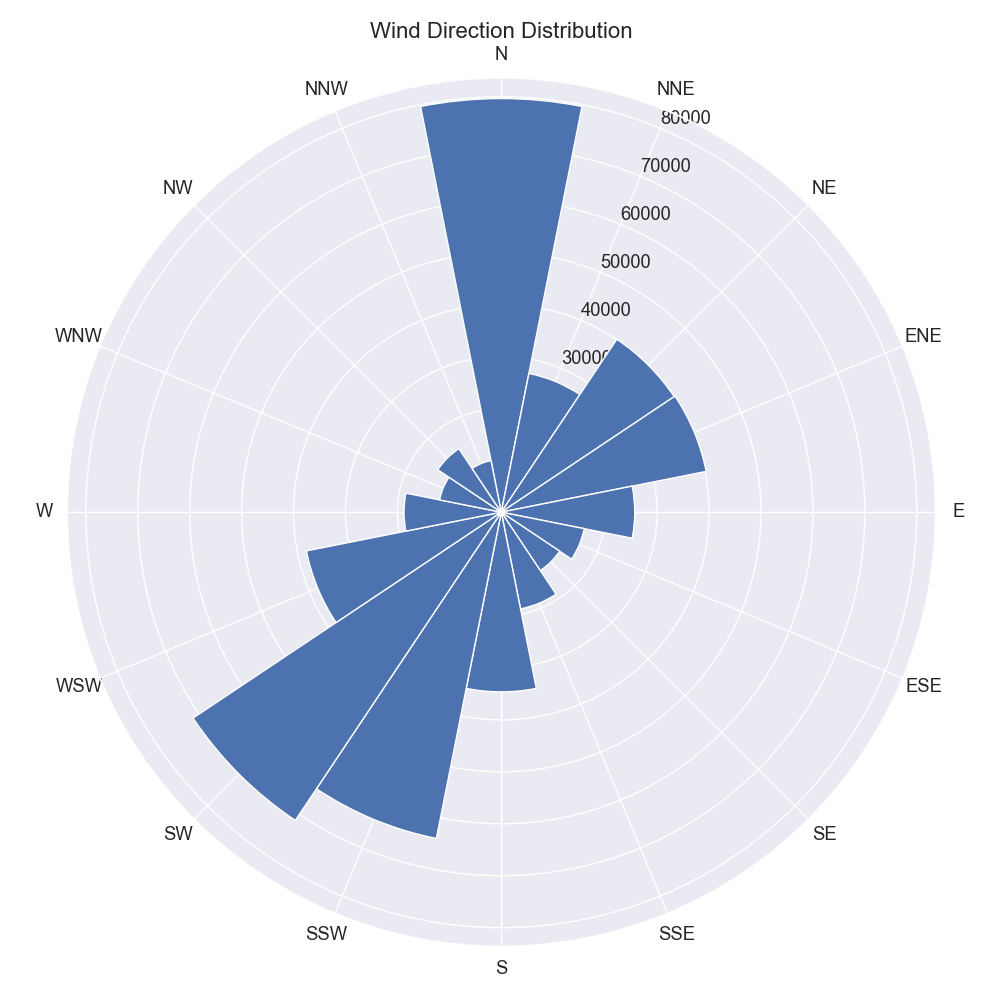 Wind Direction Distribution
N
NNW
NNE
80000
70000
NW
NE
60000
50000
40000
WNW
ENE
30000
W
E
WSW
ESE
SW
SE
SSW
SSE
S